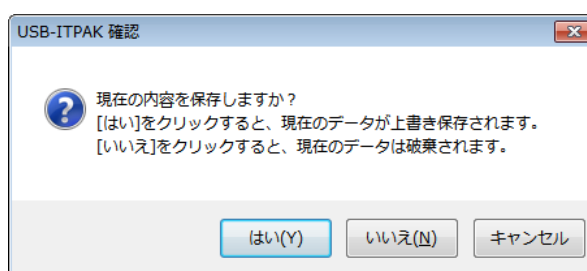 USB-ITPAK 確認
現在の内容を保存しますか？
[はい]をクリックすると、現在のデータが上書き保存されます。
[いいえ]をクリックすると、現在のデータは破棄されます。
はい(Y) いいえ(N) キャンセル